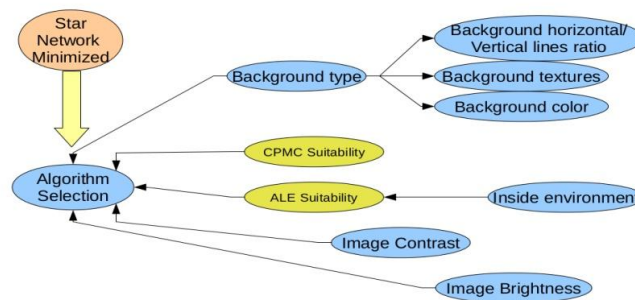 Star
Network
Minimized
Background horizontal/
Vertical lines ratio
Background type
Background textures
Background color
CPMC Suitability
Algorithm
Selection
ALE Suitability
Inside environment
Image Contrast
Image Brightness